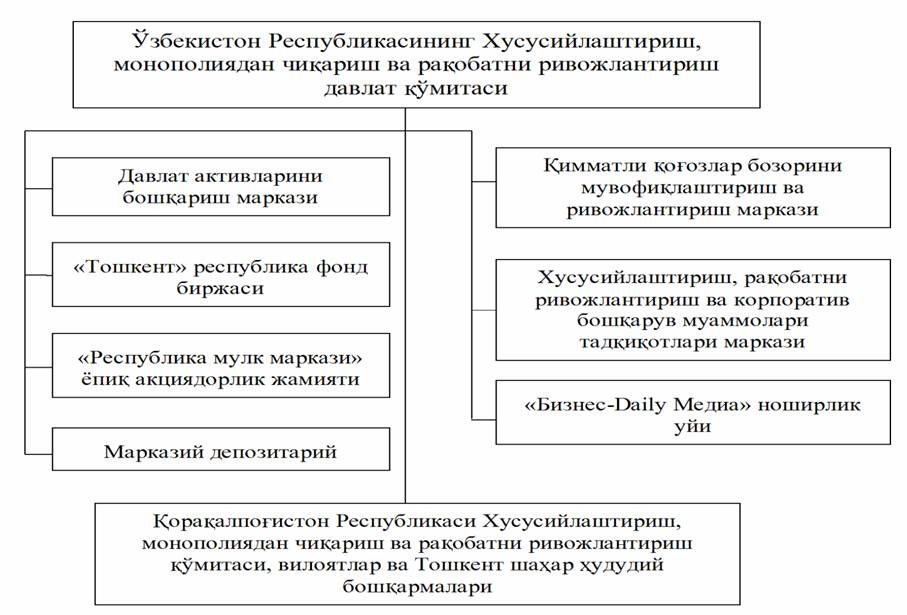 Ўзбекистон Республикасининг Хусусийлаштириш,
монополиядан чиқариш ва рақобатни ривожлантириш
давлат қўмитаси
Давлат активларини
бошқариш маркази
«Тошкент» республика фонд
биржаси
«Республика мулк маркази»
ёпиқ акциядорлик жамияти
Марказий депозитарий
Қимматли қоғозлар бозорини
мувофиқлаштириш ва
ривожлантириш маркази
Хусусийлаштириш, рақобатни
ривожлантириш ва корпоратив
бошқарув муаммолари
тадқиқотлари маркази
«Бизнес-Daily Медиа» ноширлик
уйи
Қорақалпоғистон Республикаси Хусусийлаштириш,
монополиядан чиқариш ва рақобатни ривожлантириш
қўмитаси, вилоятлар ва Тошкент шаҳар ҳудудий
бошқармалари